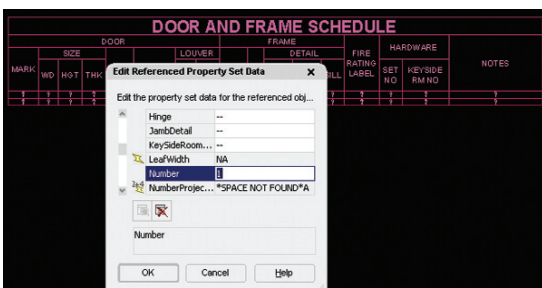 DOOR AND FRAME SCHEDULE
DOOR FRAME
SIZE LOUVER DETAIL FIRE RATING LABEL HARDWARE
MARK WD HGT THK SILL SET NO KEYSIDE RM NO NOTES
? ? ? ? ? ? ? ?
Edit Referenced Property Set Data X
Edit the property set data for the referenced obj...
Hinge --
JambDetail --
KeySideRoom... --
LeafWidth NA
Number 1
NumberProjec... *SPACE NOT FOUND*A
Number
OK Cancel Help